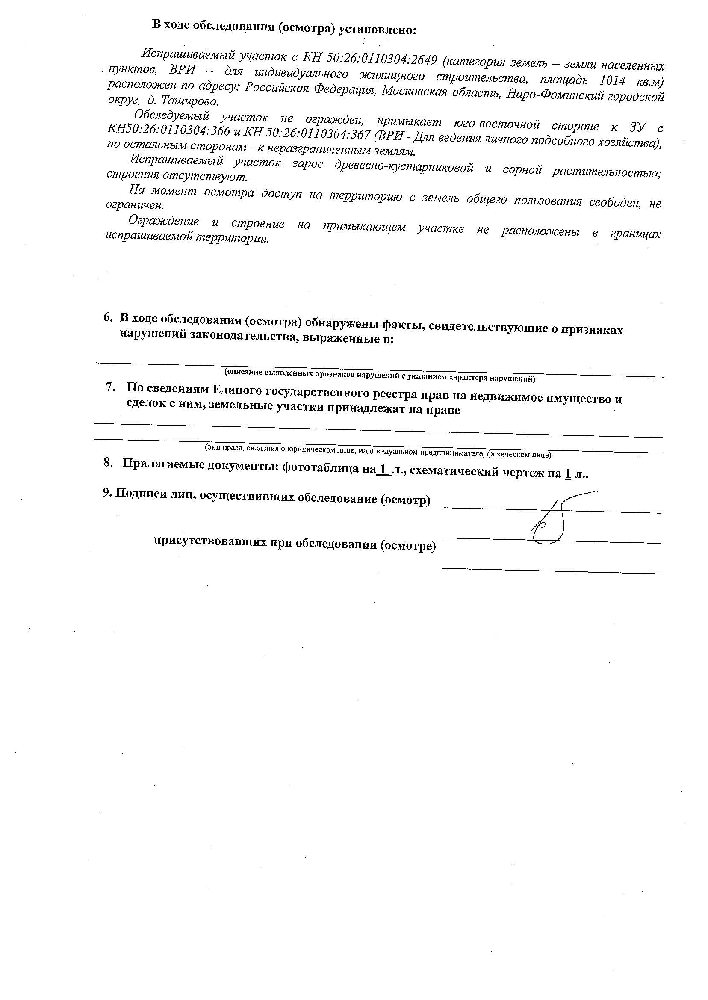 В ходе обследования (осмотра) установлено:
Испрашиваемый участок с КН 50:26:0110304:2649 (категория земель – земли населенных
пунктов, ВРИ – для индивидуального жилищного строительства, площадь 1014 кв.м)
расположен по адресу: Российская Федерация, Московская область, Наро-Фоминский городской
округ, д. Таширово.
Обследуемый участок не огражден, примыкает юго-восточной стороне к ЗУ с
КН50:26:0110304:366 и КН 50:26:0110304:367 (ВРИ - Для ведения личного подсобного хозяйства),
по остальным сторонам - к неразграниченным землям.
Испрашиваемый участок зарос древесно-кустарниковой и сорной растительностью;
строения отсутствуют.
На момент осмотра доступ на территорию с земель общего пользования свободен, не
ограничен.
Ограждение и строение на примыкающем участке не расположены в границах
испрашиваемой территории.
6. В ходе обследования (осмотра) обнаружены факты, свидетельствующие о признаках
нарушений законодательства, выраженные в:
(описание выявленных признаков нарушений с указанием характера нарушений)
7. По сведениям Единого государственного реестра прав на недвижимое имущество и
сделок с ним, земельные участки принадлежат на праве
(вид права, сведения о юридическом лице, индивидуальном предпринимателе, физическом лице)
8. Прилагаемые документы: фототаблица на 1 л., схематический чертеж на 1 л..
9. Подписи лиц, осуществивших обследование (осмотр)
присутствовавших при обследовании (осмотре)